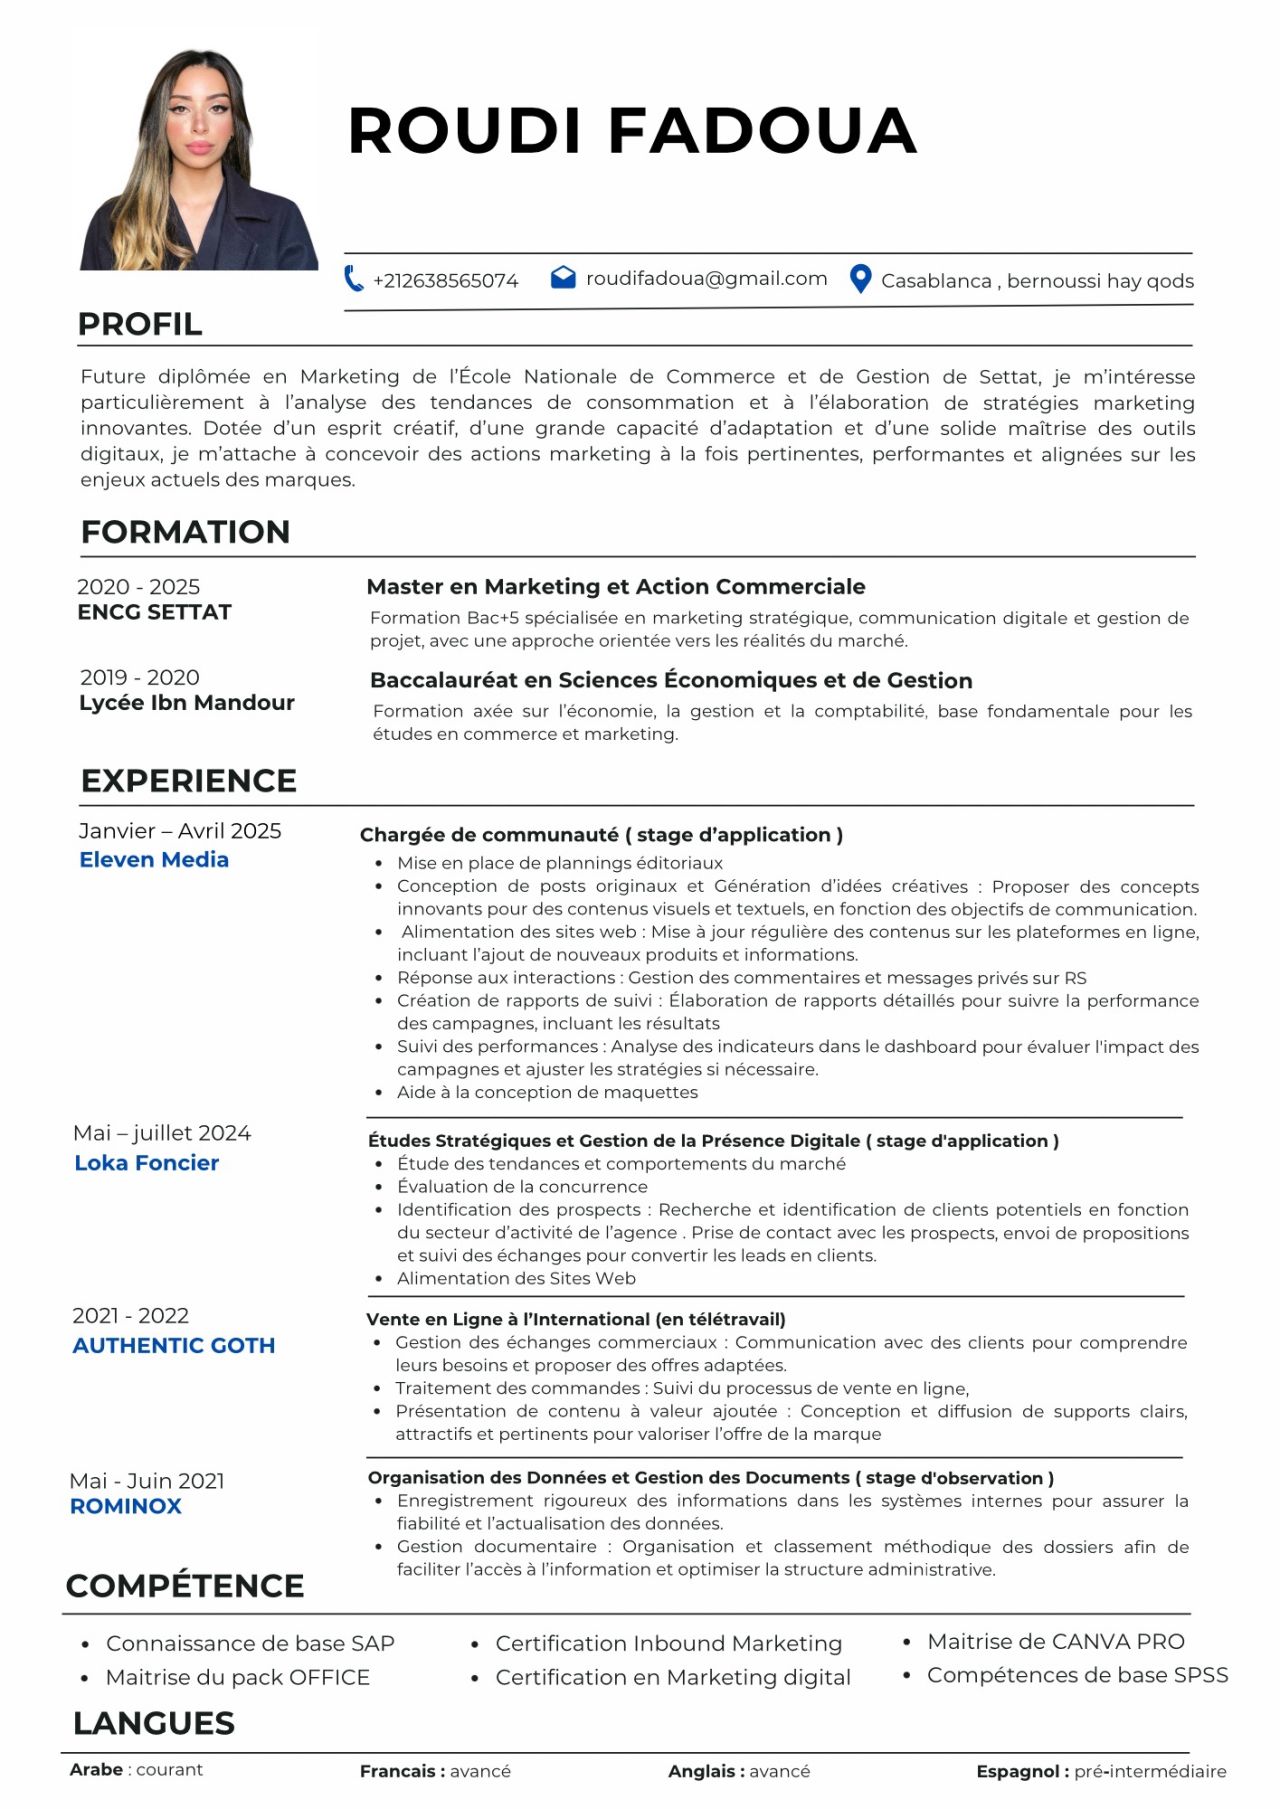 ROUDI FADOUA
+212638565074
roudifadoua@gmail.com
Casablanca , bernoussi hay qods
PROFIL
Future diplômée en Marketing de l’École Nationale de Commerce et de Gestion de Settat, je m’intéresse
particulièrement à l’analyse des tendances de consommation et à l’élaboration de stratégies marketing
innovantes. Dotée d’un esprit créatif, d’une grande capacité d’adaptation et d’une solide maîtrise des outils
digitaux, je m’attache à concevoir des actions marketing à la fois pertinentes, performantes et alignées sur les
enjeux actuels des marques.
FORMATION
2020 - 2025
ENCG SETTAT
Master en Marketing et Action Commerciale
Formation Bac+5 spécialisée en marketing stratégique, communication digitale et gestion de
projet, avec une approche orientée vers les réalités du marché.
2019 - 2020
Lycée Ibn Mandour
Baccalauréat en Sciences Économiques et de Gestion
Formation axée sur l’économie, la gestion et la comptabilité, base fondamentale pour les
études en commerce et marketing.
EXPERIENCE
Janvier – Avril 2025
Eleven Media
Chargée de communauté ( stage d’application )
• Mise en place de plannings éditoriaux
• Conception de posts originaux et Génération d’idées créatives : Proposer des concepts
innovants pour des contenus visuels et textuels, en fonction des objectifs de communication.
• Alimentation des sites web : Mise à jour régulière des contenus sur les plateformes en ligne,
incluant l’ajout de nouveaux produits et informations.
• Réponse aux interactions : Gestion des commentaires et messages privés sur RS
• Création de rapports de suivi : Élaboration de rapports détaillés pour suivre la performance
des campagnes, incluant les résultats
• Suivi des performances : Analyse des indicateurs dans le dashboard pour évaluer l'impact des
campagnes et ajuster les stratégies si nécessaire.
• Aide à la conception de maquettes
Mai – juillet 2024
Loka Foncier
Études Stratégiques et Gestion de la Présence Digitale ( stage d'application )
• Étude des tendances et comportements du marché
• Évaluation de la concurrence
• Identification des prospects : Recherche et identification de clients potentiels en fonction
du secteur d’activité de l’agence . Prise de contact avec les prospects, envoi de propositions
et suivi des échanges pour convertir les leads en clients.
• Alimentation des Sites Web
2021 - 2022
AUTHENTIC GOTH
Vente en Ligne à l’International (en télétravail)
• Gestion des échanges commerciaux : Communication avec des clients pour comprendre
leurs besoins et proposer des offres adaptées.
• Traitement des commandes : Suivi du processus de vente en ligne,
• Présentation de contenu à valeur ajoutée : Conception et diffusion de supports clairs,
attractifs et pertinents pour valoriser l’offre de la marque
Mai - Juin 2021
ROMINOX
Organisation des Données et Gestion des Documents ( stage d'observation )
• Enregistrement rigoureux des informations dans les systèmes internes pour assurer la
fiabilité et l’actualisation des données.
• Gestion documentaire : Organisation et classement méthodique des dossiers afin de
faciliter l’accès à l’information et optimiser la structure administrative.
COMPÉTENCE
• Connaissance de base SAP
• Maitrise du pack OFFICE
• Certification Inbound Marketing
• Certification en Marketing digital
• Maitrise de CANVA PRO
• Compétences de base SPSS
LANGUES
Arabe : courant
Francais : avancé
Anglais : avancé
Espagnol : pré-intermédiaire